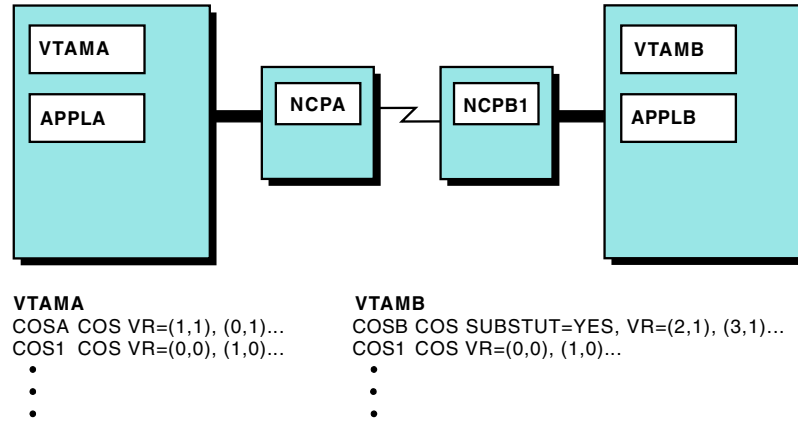 VTAMA
APPLA
NCPA
NCPB1
VTAMB
APPLB
VTAMA
COSA COS VR=(1,1), (0,1)...
COS1 COS VR=(0,0), (1,0)...
VTAMB
COSB COS SUBSTUT=YES, VR=(2,1), (3,1)...
COS1 COS VR=(0,0), (1,0)...